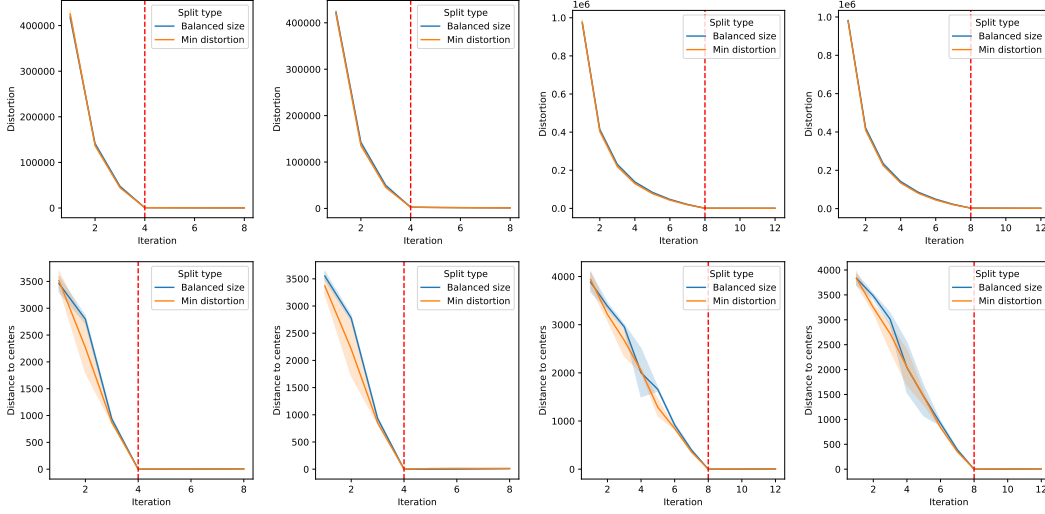 Split type
Balanced size
Min distortion
400000
300000
200000
100000
0
Distortion
2 4 6 8
Iteration
Split type
Balanced size
Min distortion
400000
300000
200000
100000
0
Distortion
2 4 6 8
Iteration
1e6
Split type
Balanced size
Min distortion
1.0
0.8
0.6
0.4
0.2
0.0
Distortion
2 4 6 8 10 12
Iteration
1e6
Split type
Balanced size
Min distortion
1.0
0.8
0.6
0.4
0.2
0.0
Distortion
2 4 6 8 10 12
Iteration
Split type
Balanced size
Min distortion
3500
3000
2500
2000
1500
1000
500
0
Distance to centers
2 4 6 8
Iteration
Split type
Balanced size
Min distortion
3500
3000
2500
2000
1500
1000
500
0
Distance to centers
2 4 6 8
Iteration
Split type
Balanced size
Min distortion
4000
3000
2000
1000
0
Distance to centers
2 4 6 8 10 12
Iteration
Split type
Balanced size
Min distortion
4000
3500
3000
2500
2000
1500
1000
500
0
Distance to centers
2 4 6 8 10 12
Iteration